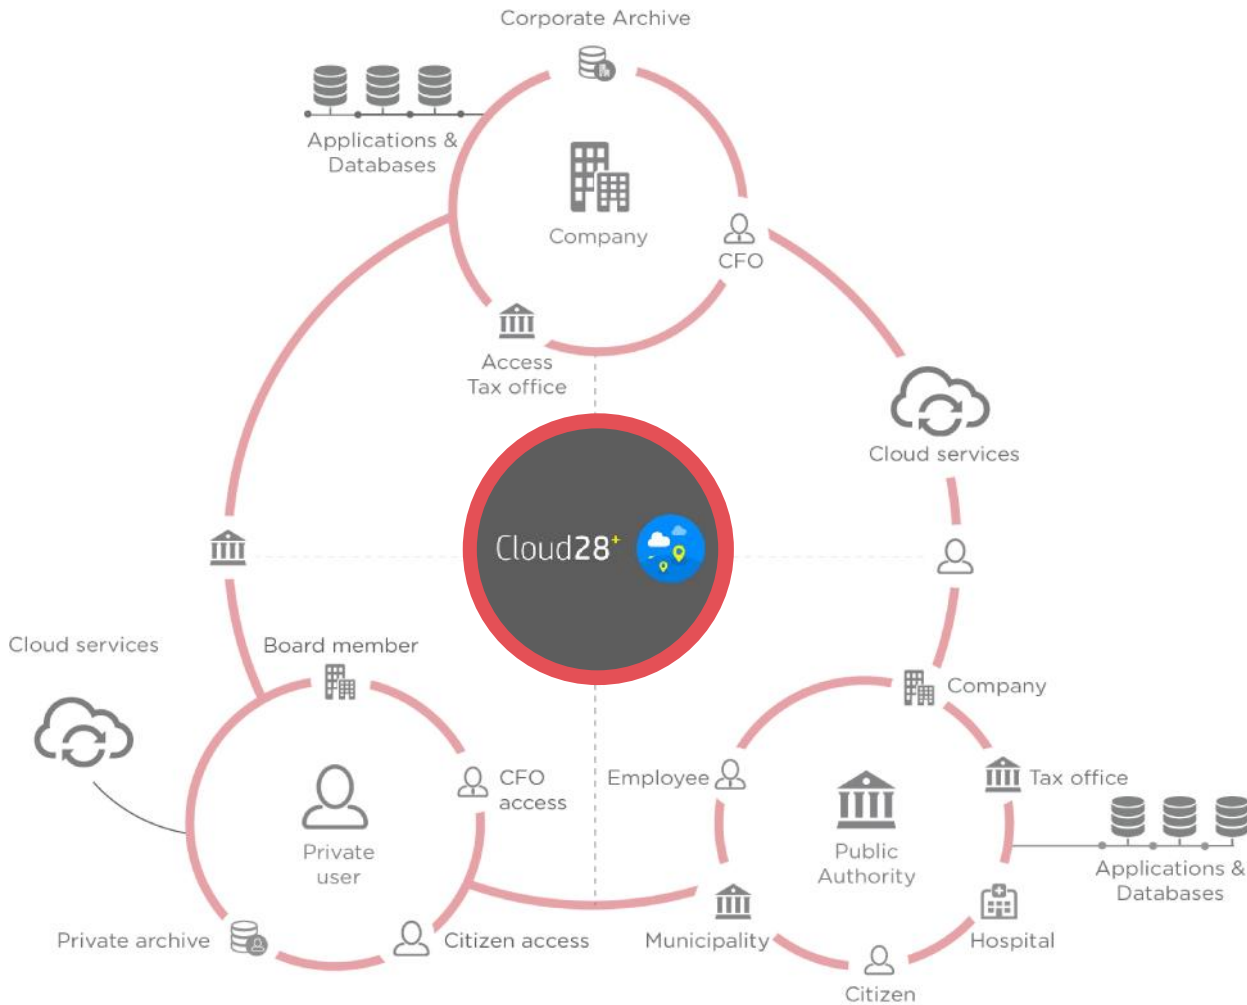 Corporate Archive
Applications &
Databases
Company
CFO
Access
Tax office
Cloud services
Cloud28+
Cloud services
Board member
CFO
access
Private
user
Private archive
Citizen access
Company
Employee
Tax office
Public
Authority
Applications &
Databases
Municipality
Hospital
Citizen